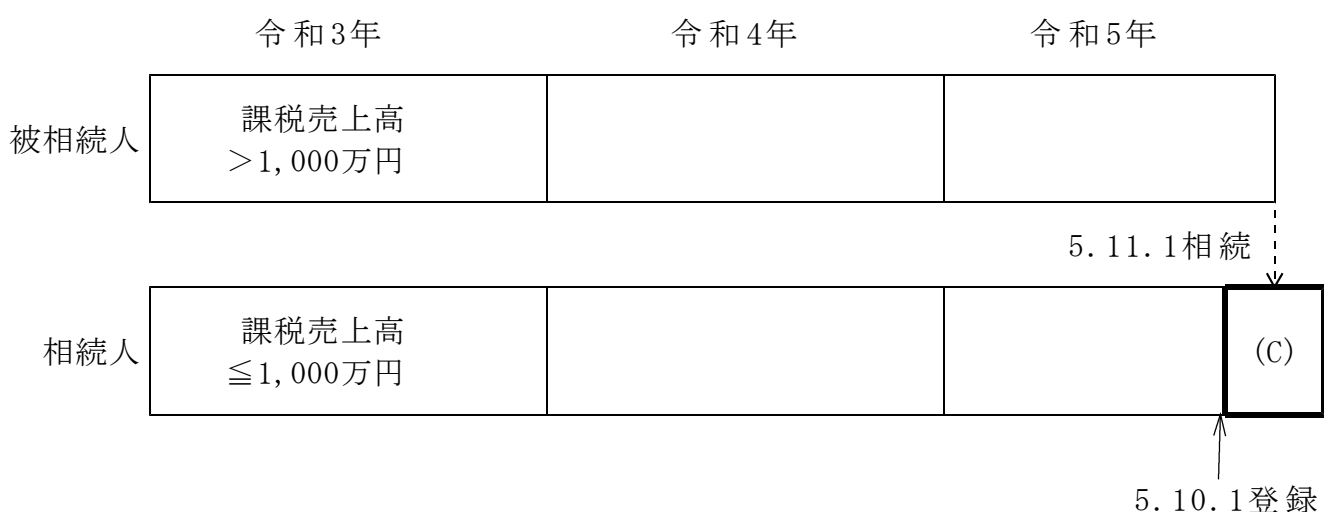 令和3年 令和4年 令和5年
被相続人
課税売上高
>1,000万円
5.11.1相続
相続人
課税売上高
≦1,000万円
(C)
5.10.1登録